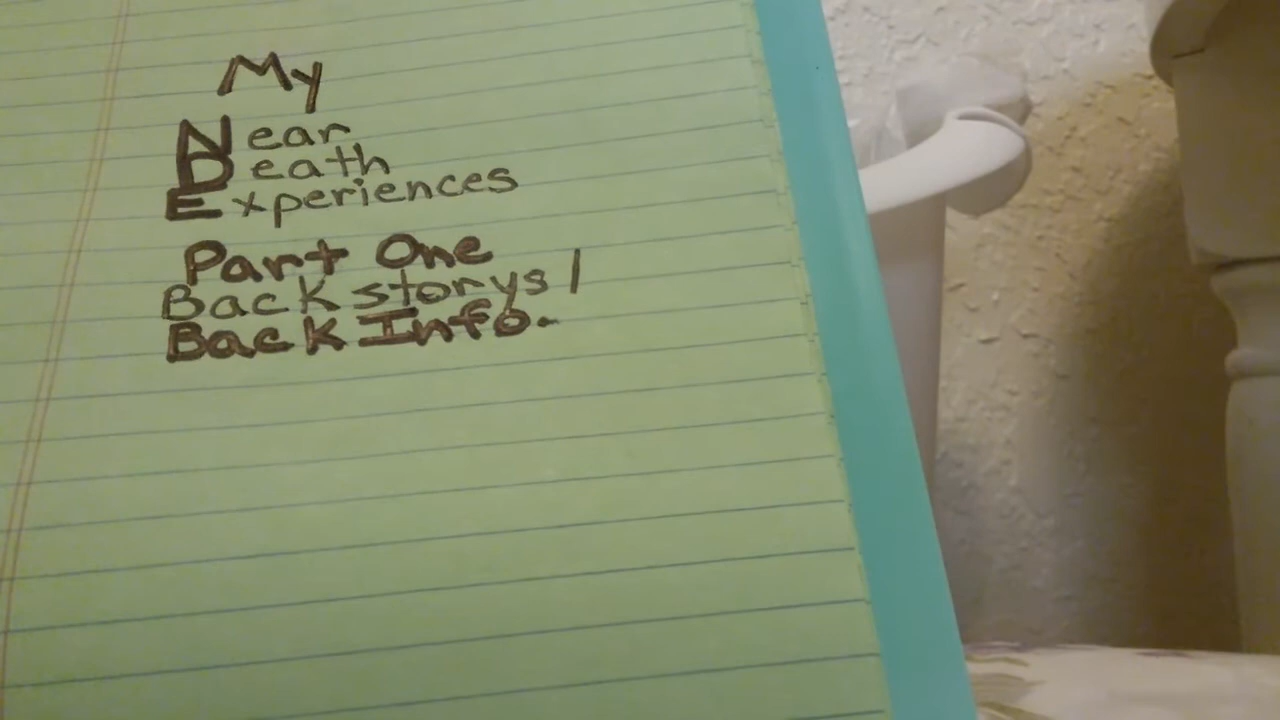 My
Near
Death
Experiences
Part One
Back storys /
Back Info.